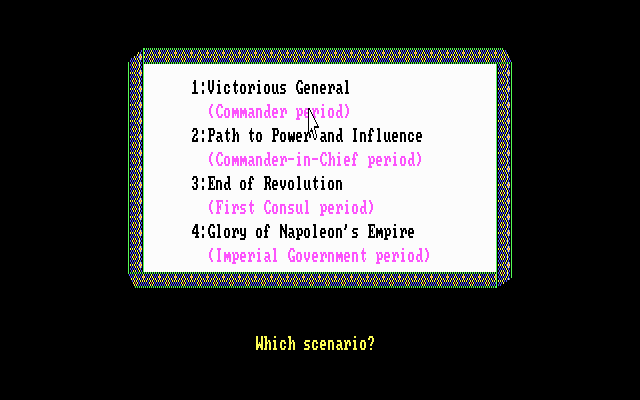 1:Victorious General
(Commander period)
2:Path to Power and Influence
(Commander-in-Chief period)
3:End of Revolution
(First Consul period)
4:Glory of Napoleon's Empire
(Imperial Government period)
Which scenario?